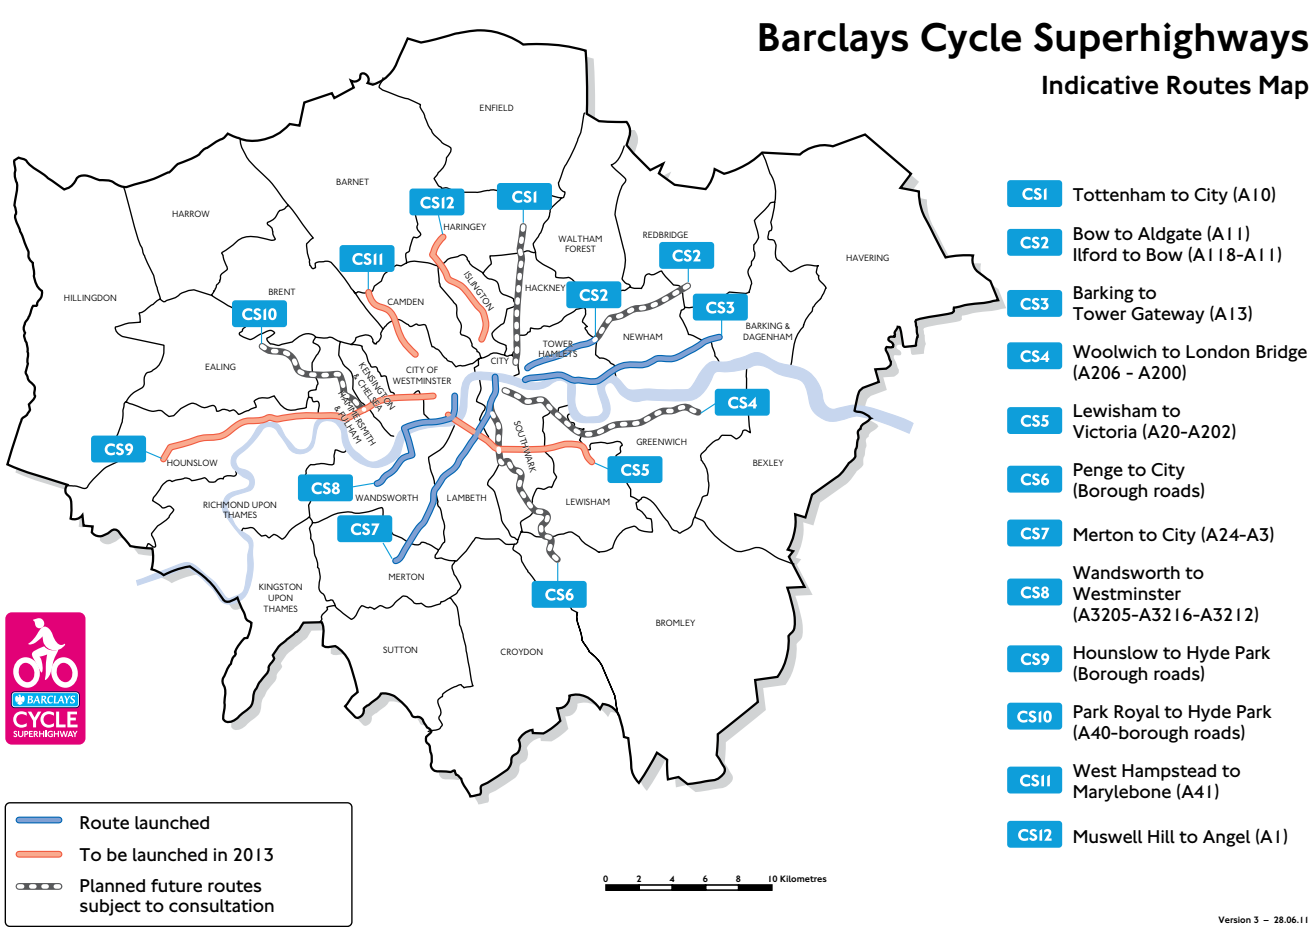 Barclays Cycle Superhighways
Indicative Routes Map
ENFIELD
BARNET
HARROW
CS12
CS1
HARINGEY
WALTHAM
FOREST
REDBRIDGE
CS2
HAVERING
CS11
HILLINGDON
BRENT
CAMDEN
ISLINGTON
HACKNEY
CS2
CS3
CS10
NEWHAM
BARKING &
DAGENHAM
TOWER
HAMLETS
CITY
EALING
CITY OF
WESTMINSTER
KENSINGTON
& CHELSEA
HAMMERSMITH
& FULHAM
CS4
CS9
HOUNSLOW
SOUTHWARK
GREENWICH
BEXLEY
CS5
CS8
WANDSWORTH
LAMBETH
LEWISHAM
RICHMOND UPON
THAMES
CS7
MERTON
KINGSTON
UPON
THAMES
CS6
BROMLEY
SUTTON
CROYDON
CS1 Tottenham to City (A10)
CS2 Bow to Aldgate (A11)
Ilford to Bow (A118-A11)
CS3 Barking to
Tower Gateway (A13)
CS4 Woolwich to London Bridge
(A206 - A200)
CS5 Lewisham to
Victoria (A20-A202)
CS6 Penge to City
(Borough roads)
CS7 Merton to City (A24-A3)
CS8 Wandsworth to
Westminster
(A3205-A3216-A3212)
CS9 Hounslow to Hyde Park
(Borough roads)
CS10 Park Royal to Hyde Park
(A40-borough roads)
CS11 West Hampstead to
Marylebone (A41)
CS12 Muswell Hill to Angel (A1)
BARCLAYS
CYCLE
SUPERHIGHWAY
Route launched
To be launched in 2013
Planned future routes
subject to consultation
0 2 4 6 8 10 Kilometres
Version 3 – 28.06.11